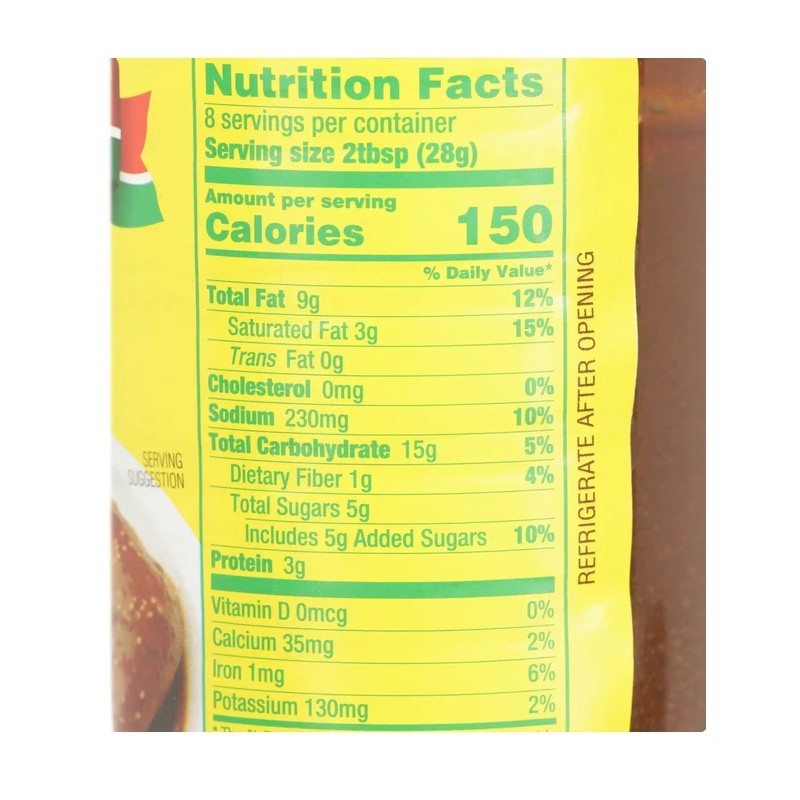 Nutrition Facts
8 servings per container
Serving size 2tbsp (28g)
Amount per serving
Calories 150
% Daily Value*
Total Fat 9g 12%
Saturated Fat 3g 15%
Trans Fat 0g
Cholesterol 0mg 0%
Sodium 230mg 10%
Total Carbohydrate 15g 5%
Dietary Fiber 1g 4%
Total Sugars 5g
Includes 5g Added Sugars 10%
Protein 3g
Vitamin D 0mcg 0%
Calcium 35mg 2%
Iron 1mg 6%
Potassium 130mg 2%
SERVING
SUGGESTION
REFRIGERATE AFTER OPENING